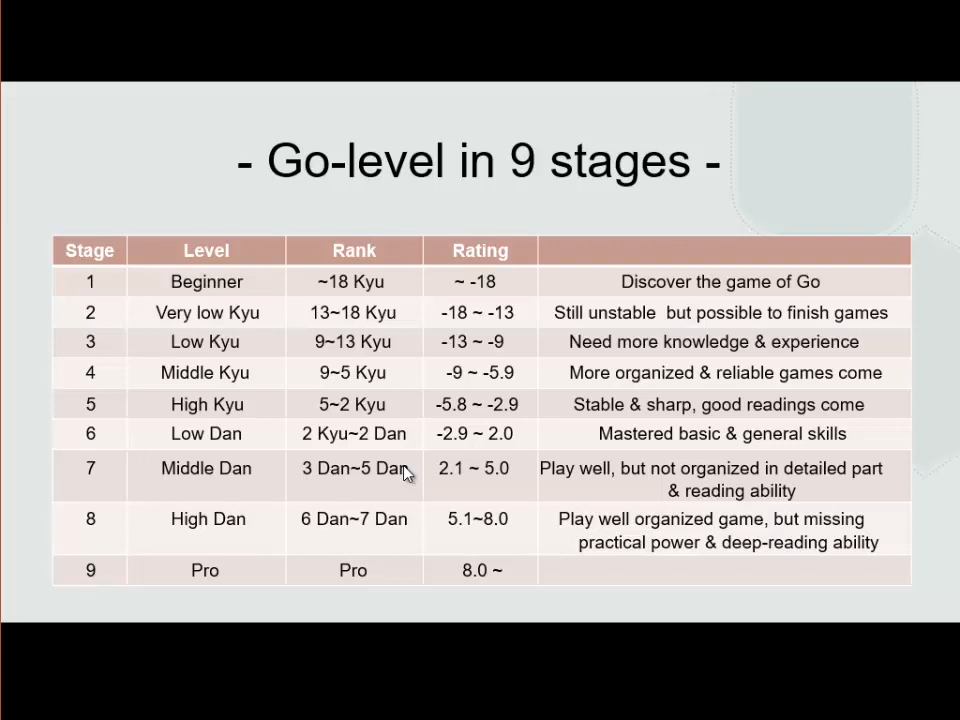 - Go-level in 9 stages -
Stage Level Rank Rating
1 Beginner ~18 Kyu ~ -18 Discover the game of Go
2 Very low Kyu 13~18 Kyu -18 ~ -13 Still unstable but possible to finish games
3 Low Kyu 9~13 Kyu -13 ~ -9 Need more knowledge & experience
4 Middle Kyu 9~5 Kyu -9 ~ -5.9 More organized & reliable games come
5 High Kyu 5~2 Kyu -5.8 ~ -2.9 Stable & sharp, good readings come
6 Low Dan 2 Kyu~2 Dan -2.9 ~ 2.0 Mastered basic & general skills
7 Middle Dan 3 Dan~5 Dan 2.1 ~ 5.0 Play well, but not organized in detailed part
& reading ability
8 High Dan 6 Dan~7 Dan 5.1~8.0 Play well organized game, but missing
practical power & deep-reading ability
9 Pro Pro 8.0 ~